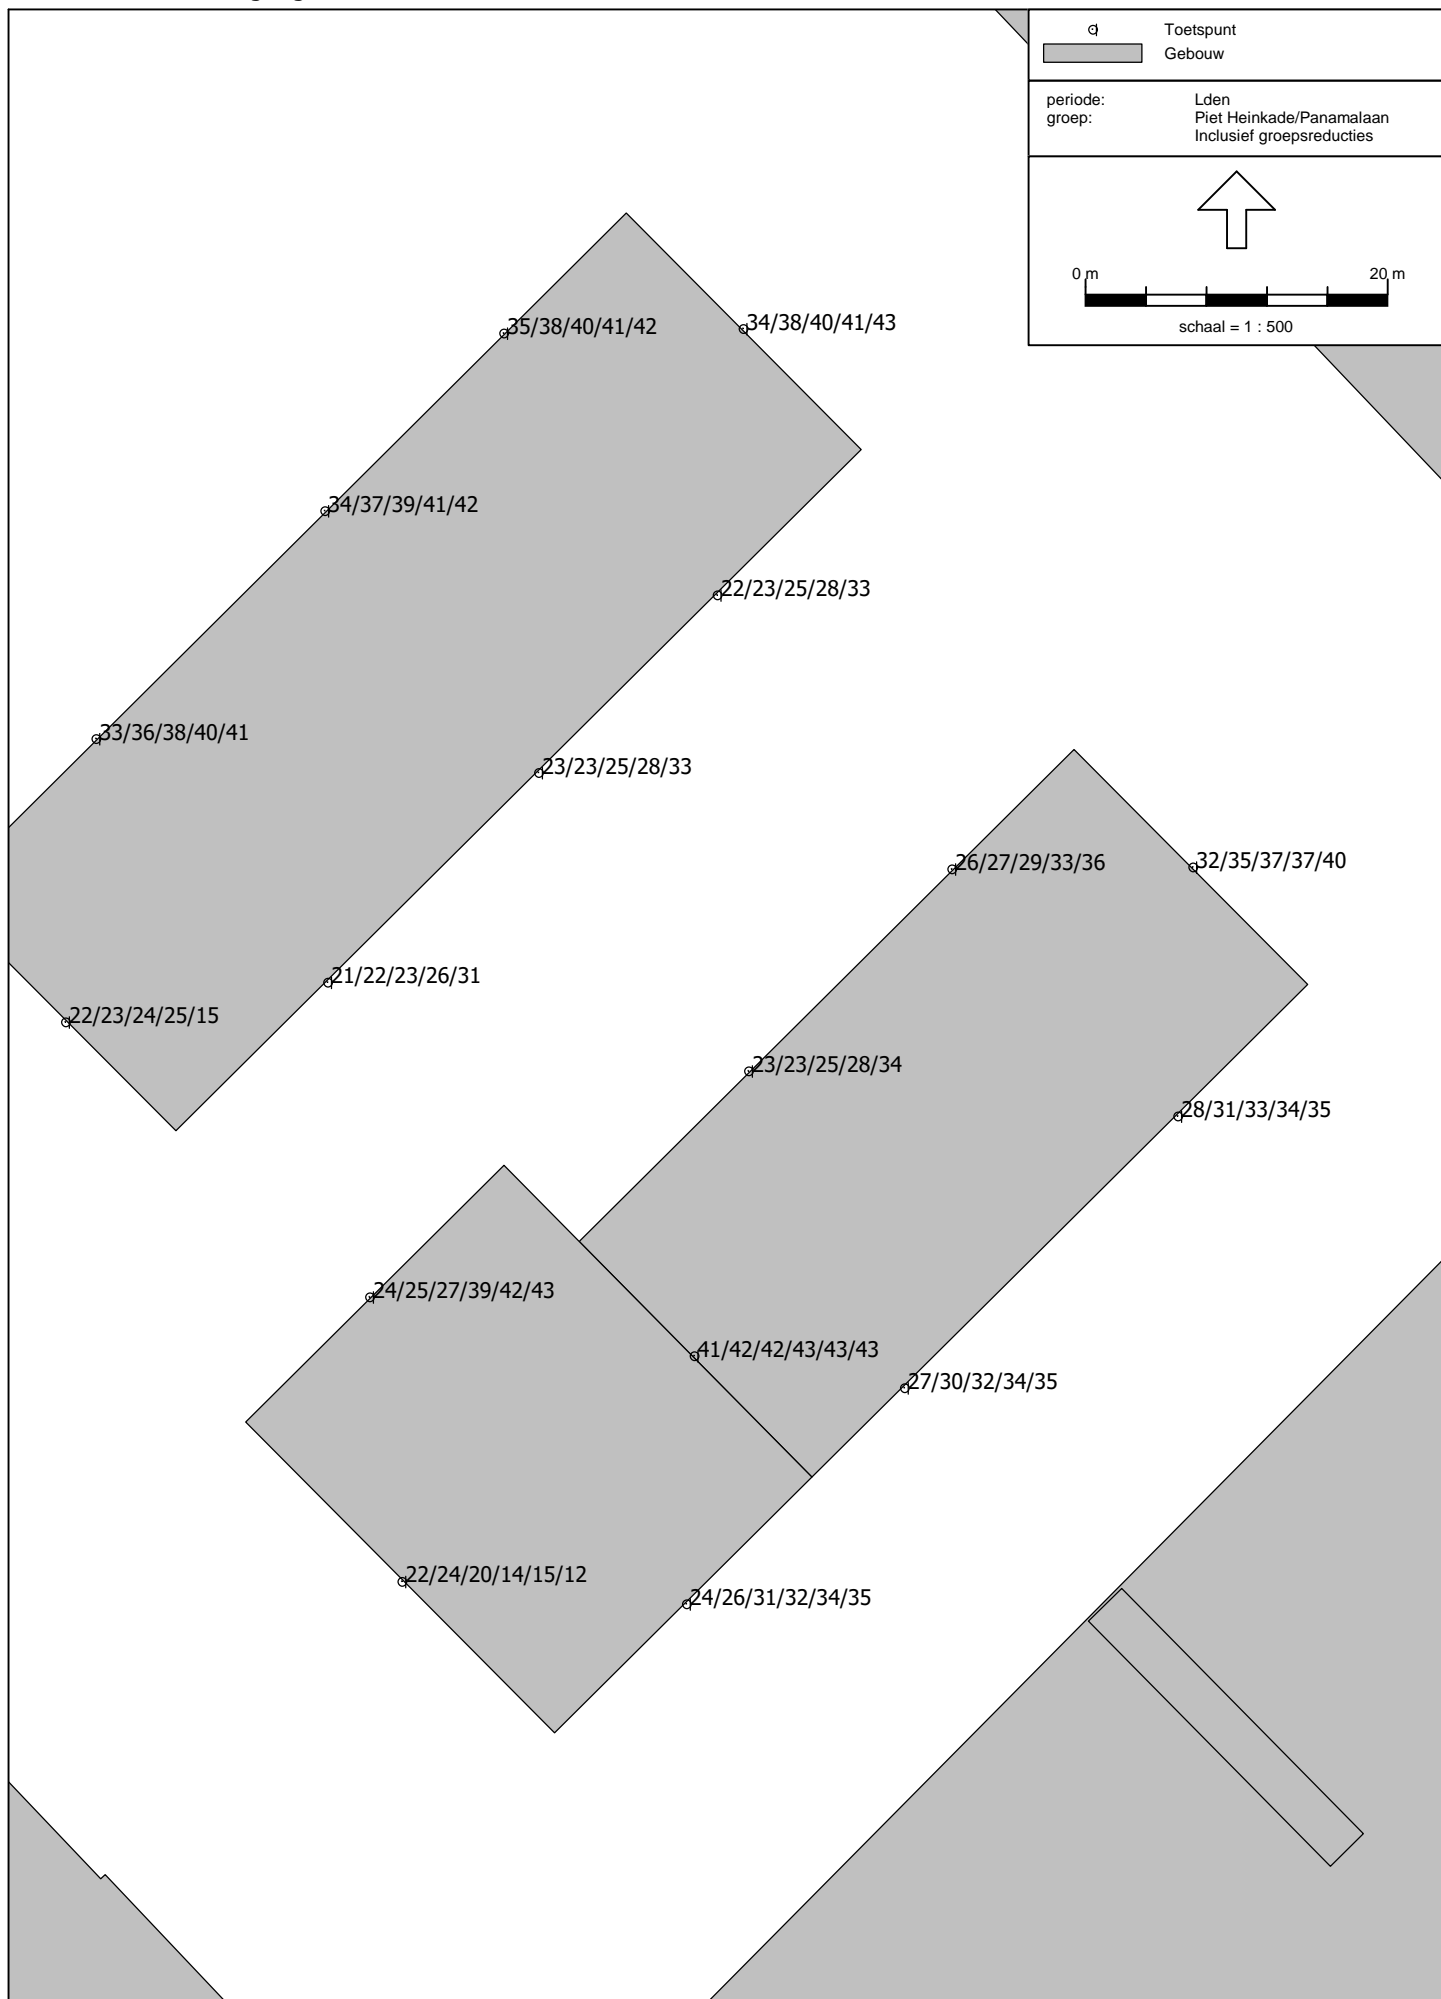 Toetspunt
Gebouw
periode: Lden
groep: Piet Heinkade/Panamalaan
Inclusief groepsreducties
0 m 20 m
schaal = 1 : 500
35/38/40/41/42
34/38/40/41/43
34/37/39/41/42
22/23/25/28/33
33/36/38/40/41
23/23/25/28/33
26/27/29/33/36
32/35/37/37/40
21/22/23/26/31
22/23/24/25/15
23/23/25/28/34
28/31/33/34/35
24/25/27/39/42/43
41/42/42/43/43/43
27/30/32/34/35
22/24/20/14/15/12
24/26/31/32/34/35